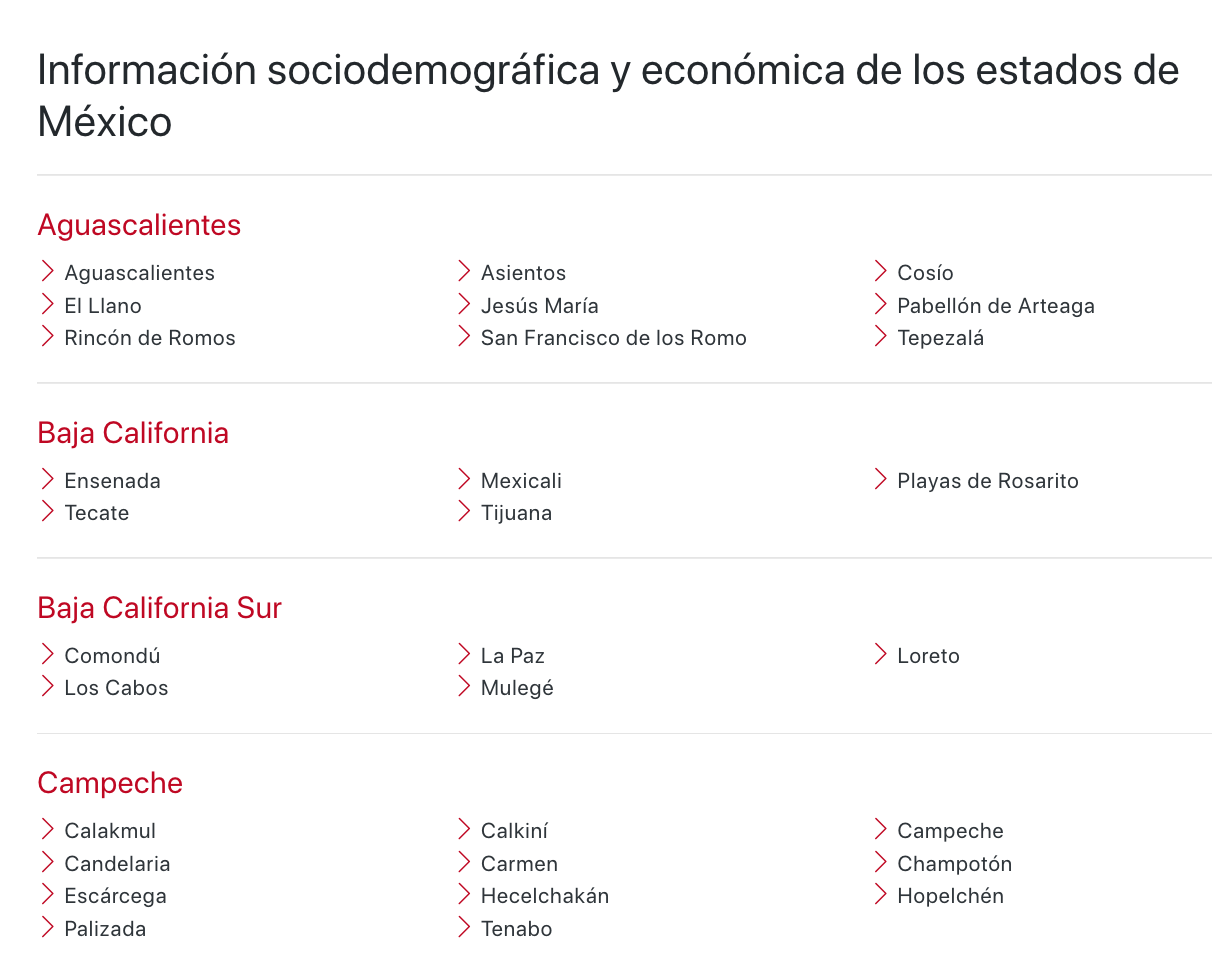 Información sociodemográfica y económica de los estados de
México
Aguascalientes
Aguascalientes
Asientos
Cosío
El Llano
Jesús María
Pabellón de Arteaga
Rincón de Romos
San Francisco de los Romo
Tepezalá
Baja California
Ensenada
Mexicali
Playas de Rosarito
Tecate
Tijuana
Baja California Sur
Comondú
La Paz
Loreto
Los Cabos
Mulegé
Campeche
Calakmul
Calkiní
Campeche
Candelaria
Carmen
Champotón
Escárcega
Hecelchakán
Hopelchén
Palizada
Tenabo